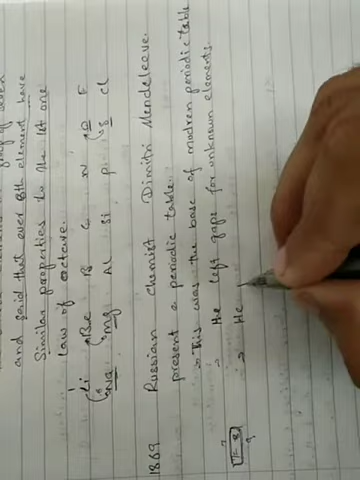 and said that ever 8th element have
Similar properties to the 1st one
Law of octave.
Li Be B C N O F
Na Mg Al Si P S Cl
1869 Russian chemist Dimitri Mendeleeve.
present a periodic table.
→ This was the base of modren periodic table
→ He left gaps for unknown elements
→ He